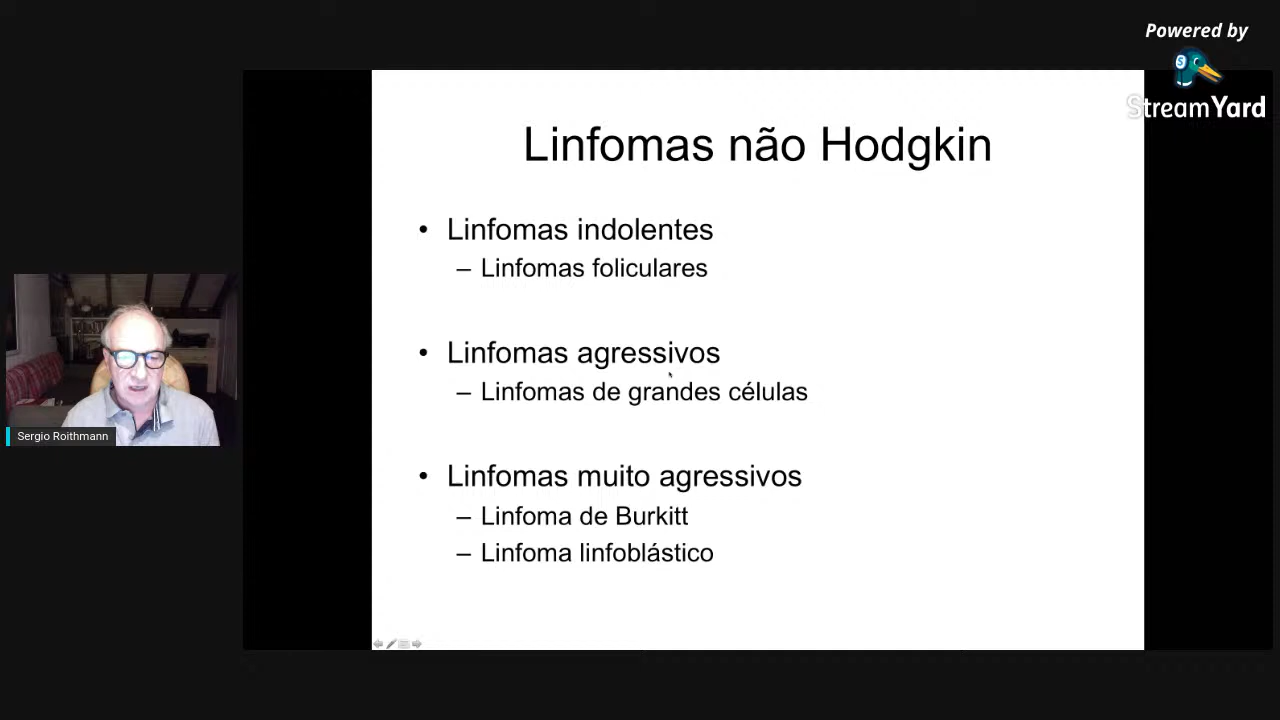 Powered by
StreamYard
Linfomas não Hodgkin
• Linfomas indolentes
– Linfomas foliculares
• Linfomas agressivos
– Linfomas de grandes células
• Linfomas muito agressivos
– Linfoma de Burkitt
– Linfoma linfoblástico
Sergio Roithmann